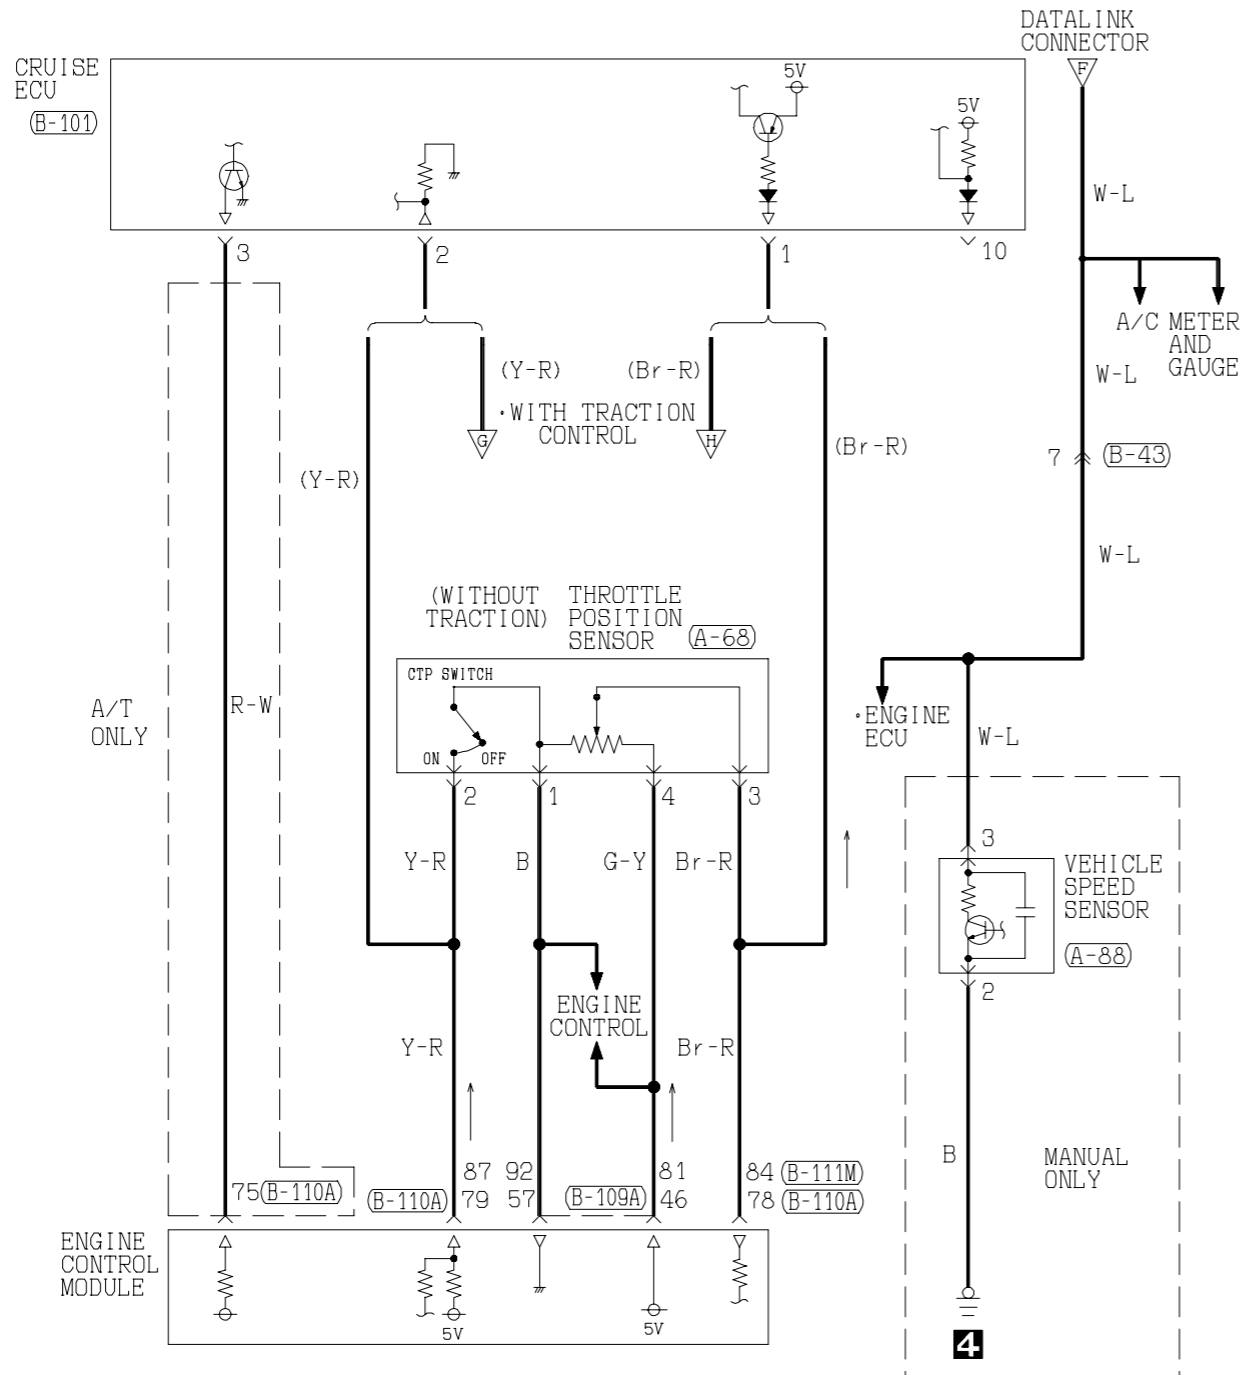 DATALINK
CONNECTOR
F
CRUISE
ECU
B-101
5V
5V
3
2
1
10
W-L
A/C
METER
AND
GAUGE
(Y-R)
(Br-R)
W-L
·WITH TRACTION
CONTROL
G
H
(Br-R)
7
B-43
(Y-R)
W-L
(WITHOUT
TRACTION)
THROTTLE
POSITION
SENSOR
A-68
CTP SWITCH
ON
OFF
A/T
ONLY
R-W
·ENGINE
ECU
W-L
2
1
4
3
Y-R
B
G-Y
Br-R
3
VEHICLE
SPEED
SENSOR
A-88
2
ENGINE
CONTROL
Y-R
Br-R
B
MANUAL
ONLY
87
92
81
84
B-111M
75
B-110A
B-110A
79
57
B-109A
46
78
B-110A
ENGINE
CONTROL
MODULE
5V
5V
4